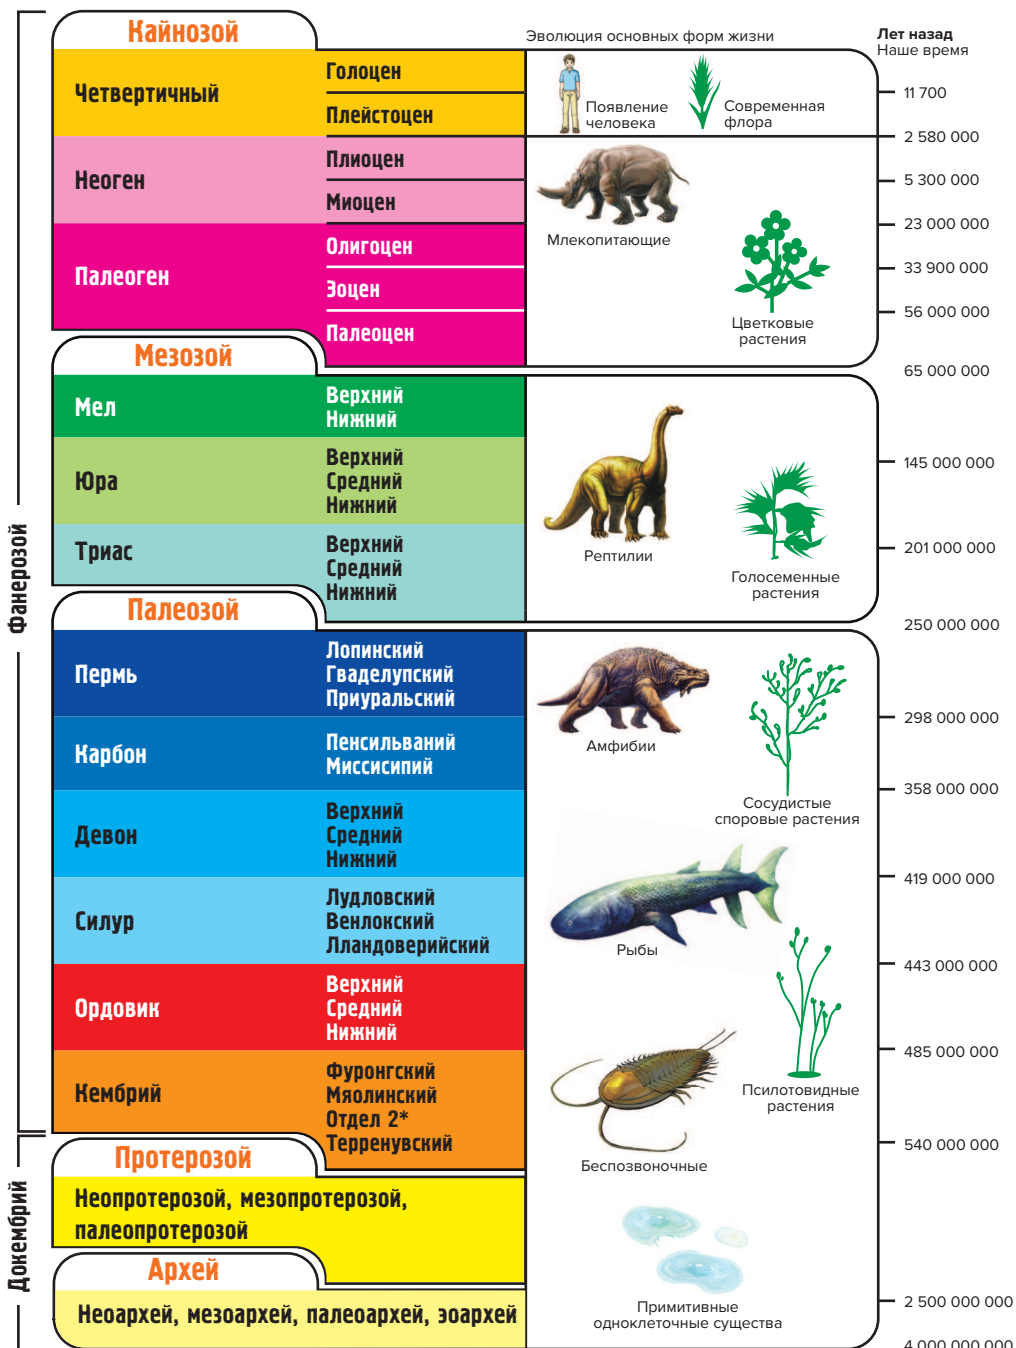 Эволюция основных форм жизни
Лет назад
Наше время
Кайнозой
Четвертичный
Голоцен
Плейстоцен
Появление
человека
Современная
флора
11 700
2 580 000
Неоген
Плиоцен
Миоцен
5 300 000
23 000 000
Млекопитающие
Палеоген
Олигоцен
Эоцен
Палеоцен
33 900 000
56 000 000
Цветковые
растения
65 000 000
Мезозой
Мел
Верхний
Нижний
145 000 000
Юра
Верхний
Средний
Нижний
201 000 000
Триас
Верхний
Средний
Нижний
Рептилии
Голосеменные
растения
250 000 000
Фанерозой
Палеозой
Пермь
Лопинский
Гваделупский
Приуральский
298 000 000
Амфибии
Карбон
Пенсильваний
Миссисипий
358 000 000
Сосудистые
споровые растения
Девон
Верхний
Средний
Нижний
419 000 000
Силур
Лудловский
Венлокский
Лландоверийский
Рыбы
443 000 000
Ордовик
Верхний
Средний
Нижний
485 000 000
Кембрий
Фуронгский
Мяолинский
Отдел 2*
Терренувский
Псилотовидные
растения
Беспозвоночные
540 000 000
Докембрий
Протерозой
Неопротерозой, мезопротерозой,
палеопротерозой
Архей
Неоархей, мезоархей, палеоархей, эоархей
Примитивные
одноклеточные существа
2 500 000 000
4 000 000 000